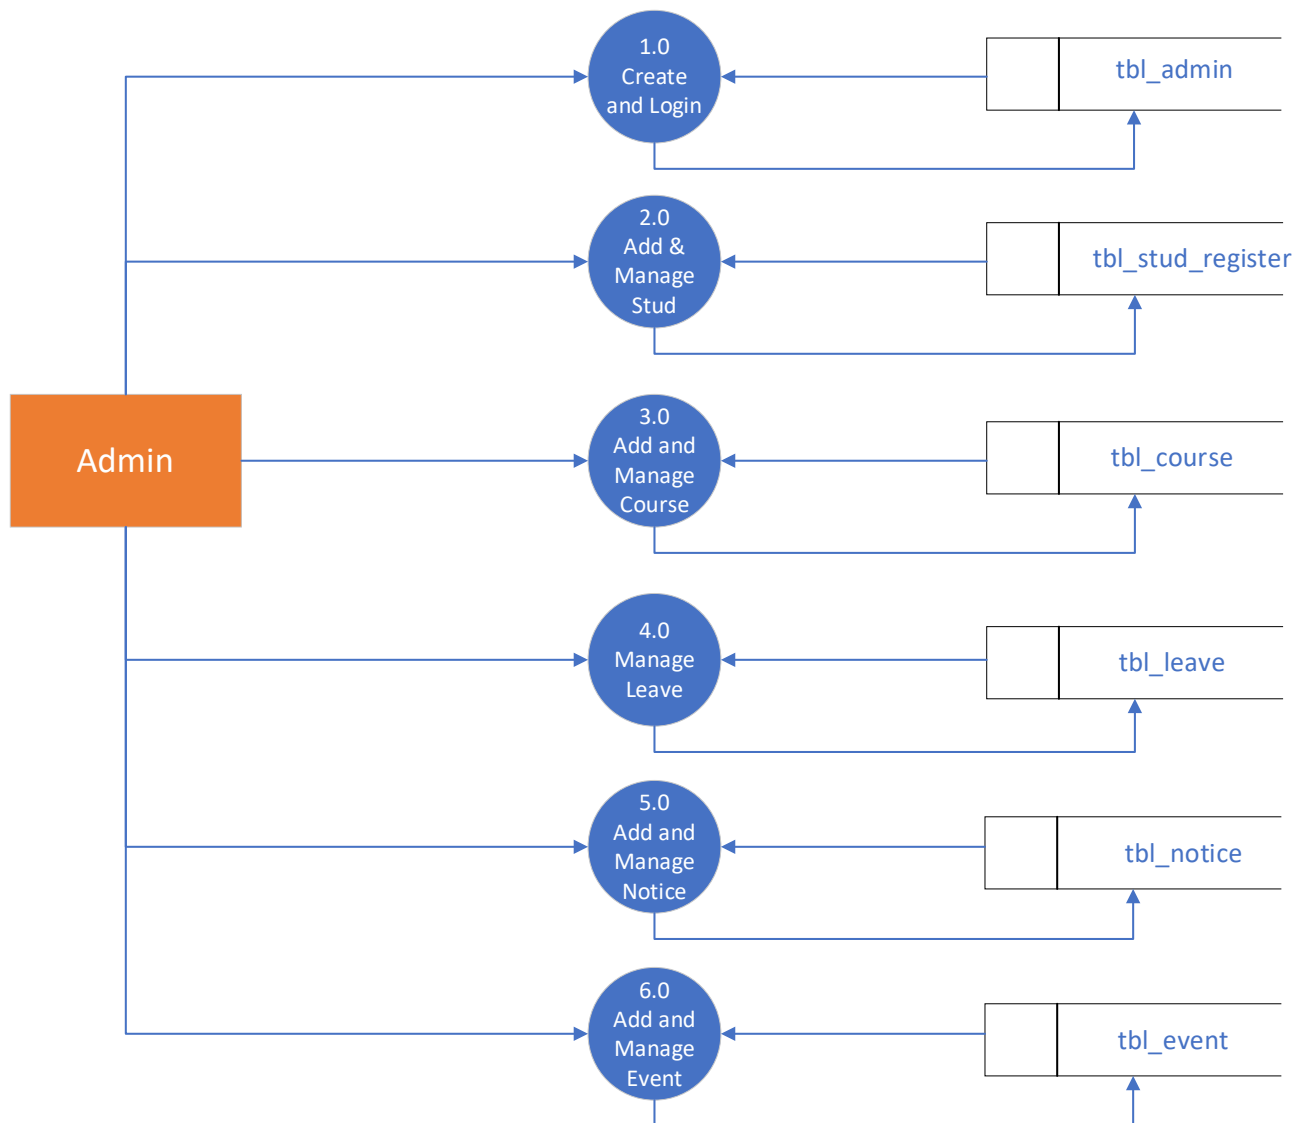 1.0
Create
and Login
tbl_admin
2.0
Add &
Manage
Stud
tbl_stud_register
Admin
3.0
Add and
Manage
Course
tbl_course
4.0
Manage
Leave
tbl_leave
5.0
Add and
Manage
Notice
tbl_notice
6.0
Add and
Manage
Event
tbl_event